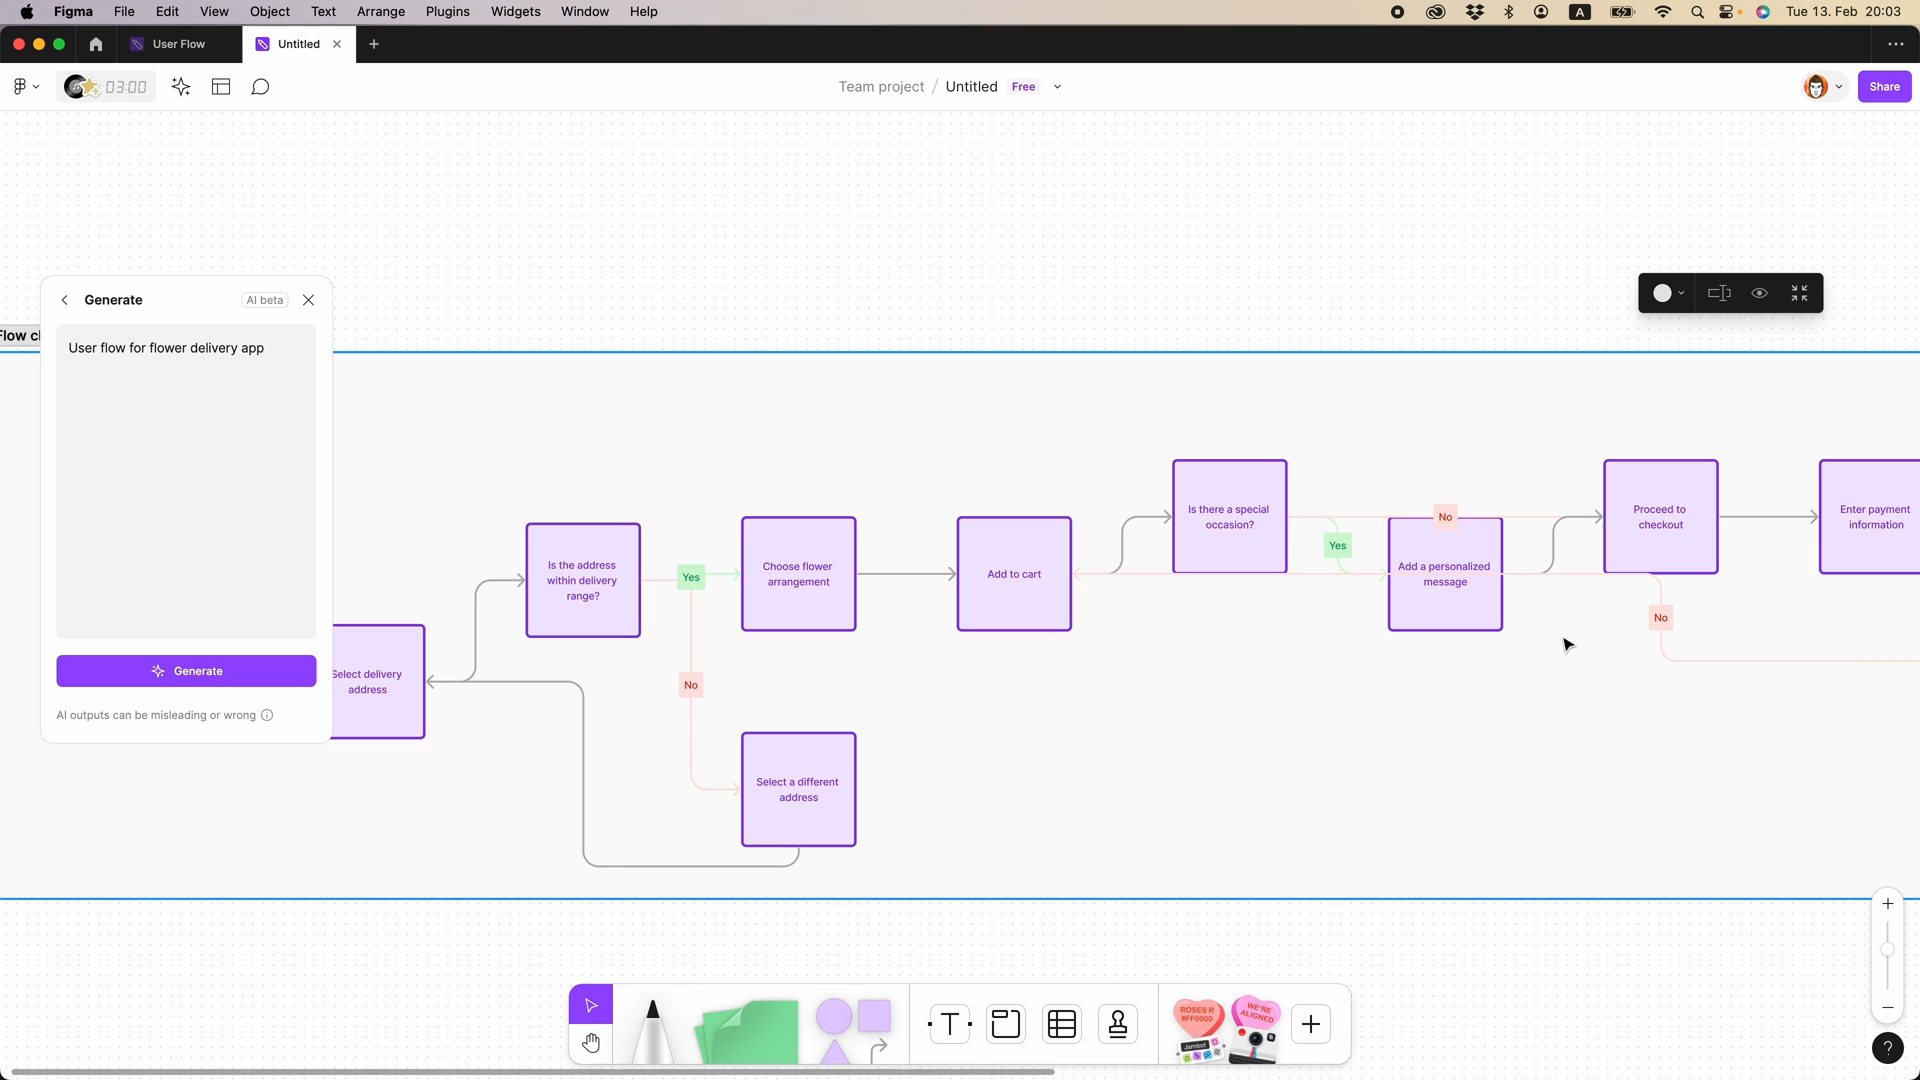 Figma File Edit View Object Text Arrange Plugins Widgets Window Help
A
Tue 13. Feb 20:03
User Flow
Untitled
03:00
Team project / Untitled Free
Share
Generate
AI beta
User flow for flower delivery app
Generate
AI outputs can be misleading or wrong
Flow c
Select delivery
address
Is the address
within delivery
range?
Yes
No
Choose flower
arrangement
Select a different
address
Add to cart
Is there a special
occasion?
Yes
No
Add a personalized
message
Proceed to
checkout
No
Enter payment
information
T
ROSES R
#FF0000
WE'RE
ALIGNED
Jambot
?